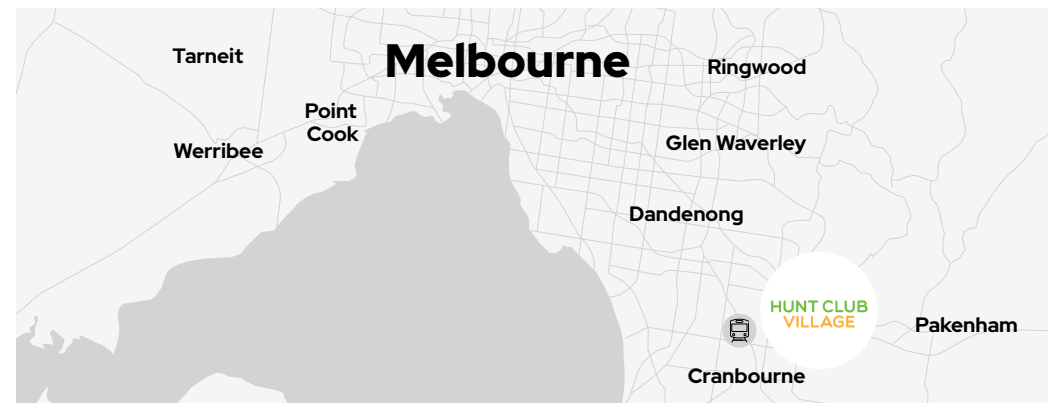 Tarneit
Melbourne
Ringwood
Point
Cook
Werribee
Glen Waverley
Dandenong
HUNT CLUB
VILLAGE
Pakenham
Cranbourne